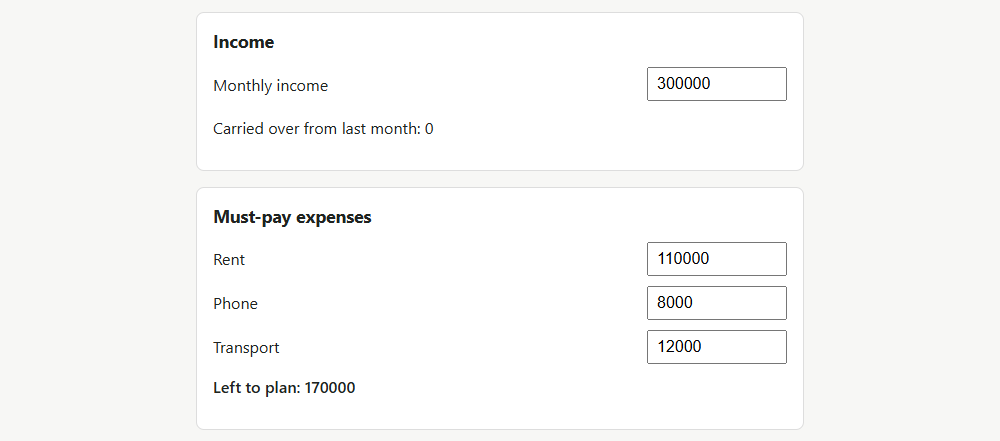 Income
Monthly income 300000
Carried over from last month: 0
Must-pay expenses
Rent 110000
Phone 8000
Transport 12000
Left to plan: 170000